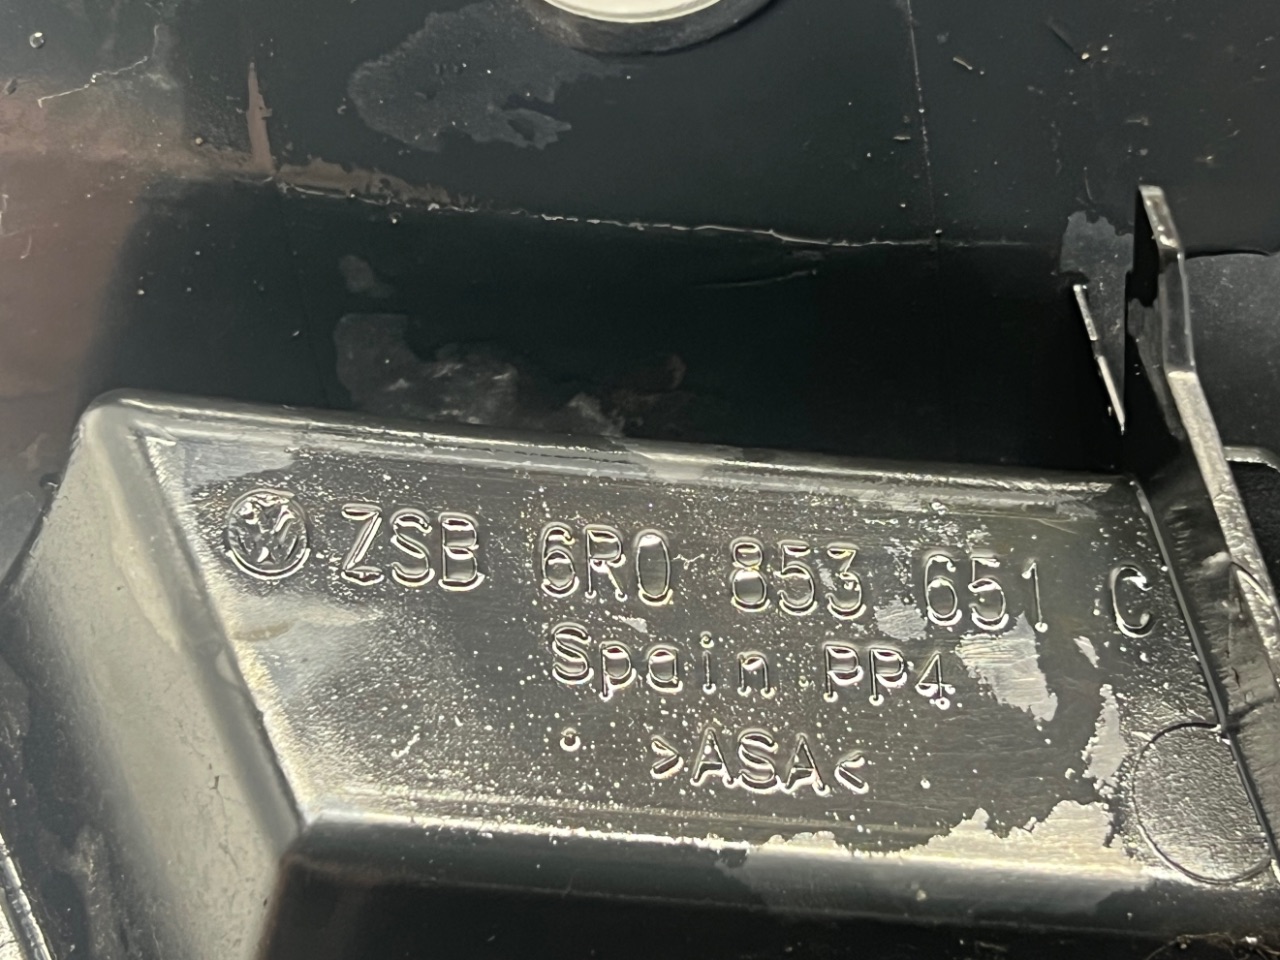 ZSB 6R0 853 651 C
Spain PP4
>ASA<